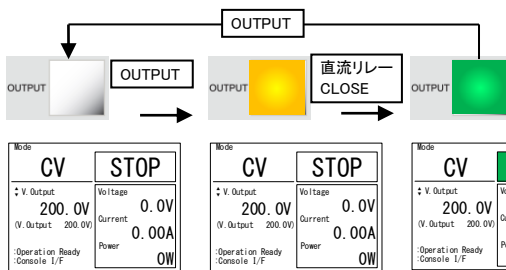 OUTPUT
OUTPUT
OUTPUT
OUTPUT
直流リレー
CLOSE
OUTPUT
Mode
CV
STOP
V. Output
200. 0V
(V. Output 200. 0V)
:Operation Ready
:Console I/F
Voltage
0. 0V
Current
0. 00A
Power
0W
Mode
CV
STOP
V. Output
200. 0V
(V. Output 200. 0V)
:Operation Ready
:Console I/F
Voltage
0. 0V
Current
0. 00A
Power
0W
Mode
CV
V. Output
200. 0V
(V. Output 200. 0V)
:Operation Ready
:Console I/F